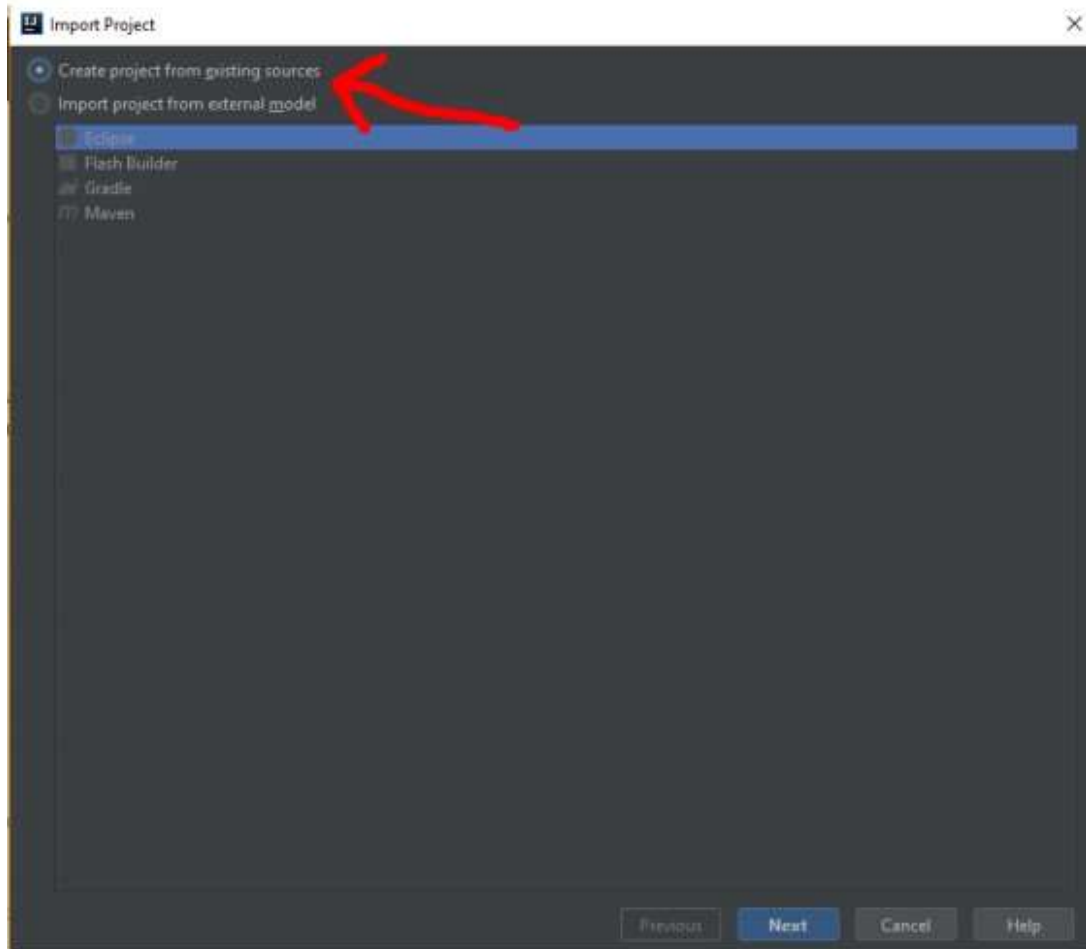 IJ Import Project
Create project from existing sources
Import project from external model
Eclipse
Flash Builder
Gradle
Maven
Previous Next Cancel Help